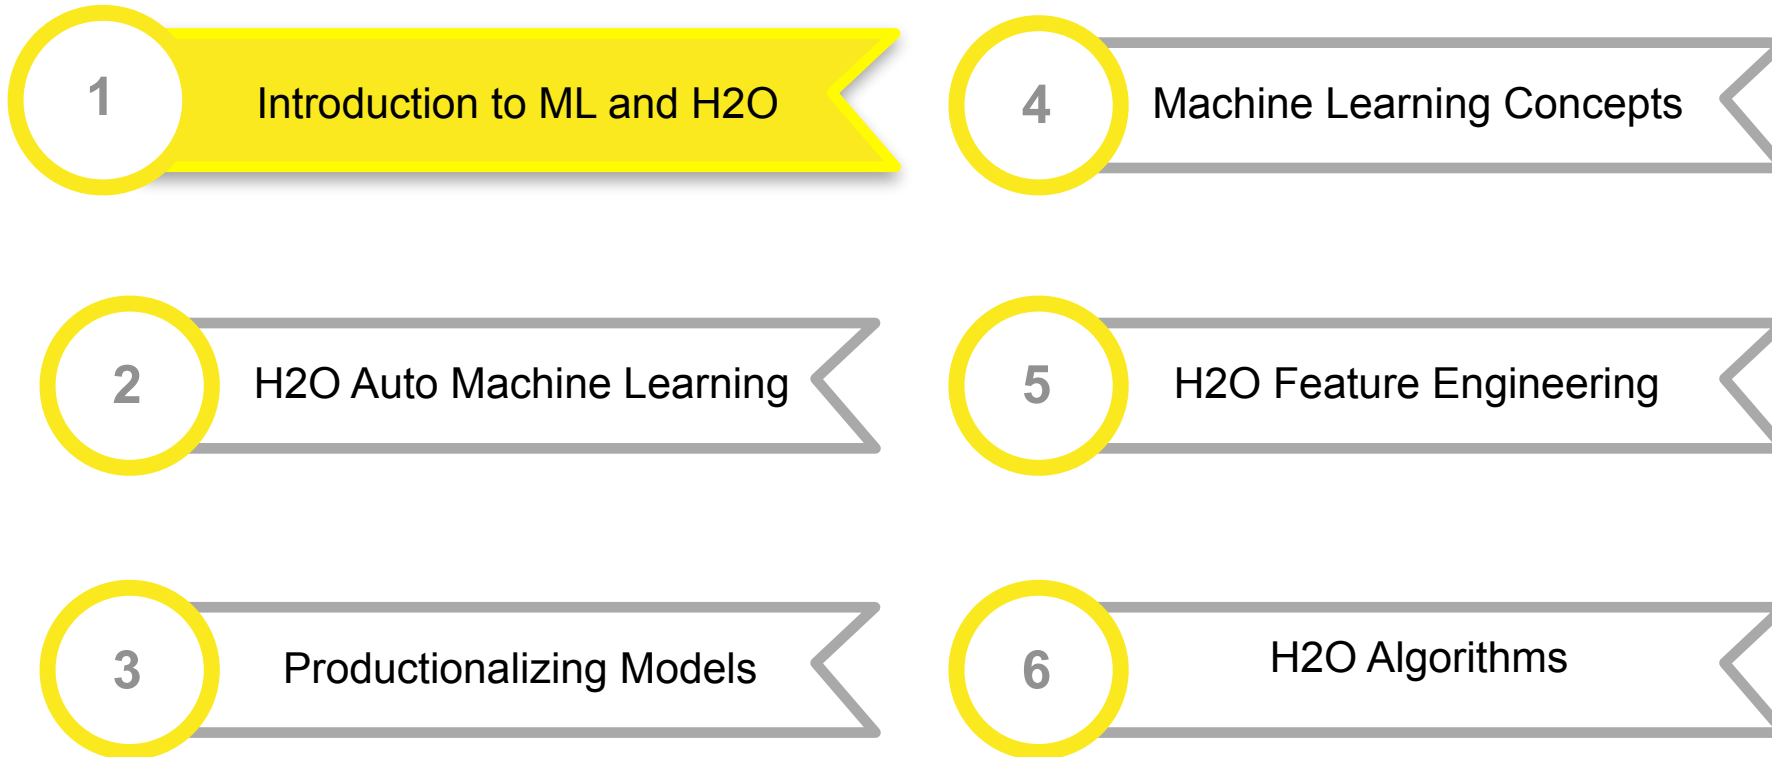 1
Introduction to ML and H2O
2
H2O Auto Machine Learning
3
Productionalizing Models
4
Machine Learning Concepts
5
H2O Feature Engineering
6
H2O Algorithms